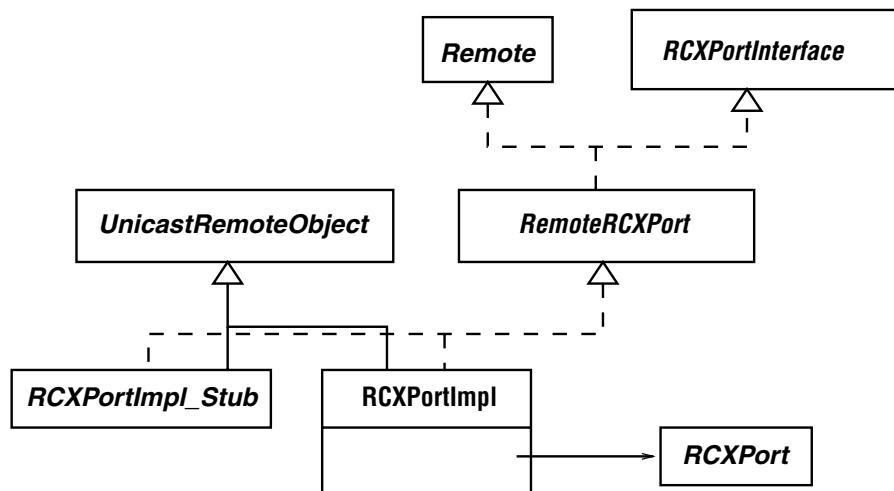 Remote
RCXPortInterface
UnicastRemoteObject
RemoteRCXPort
RCXPortImpl_Stub
RCXPortImpl
RCXPort